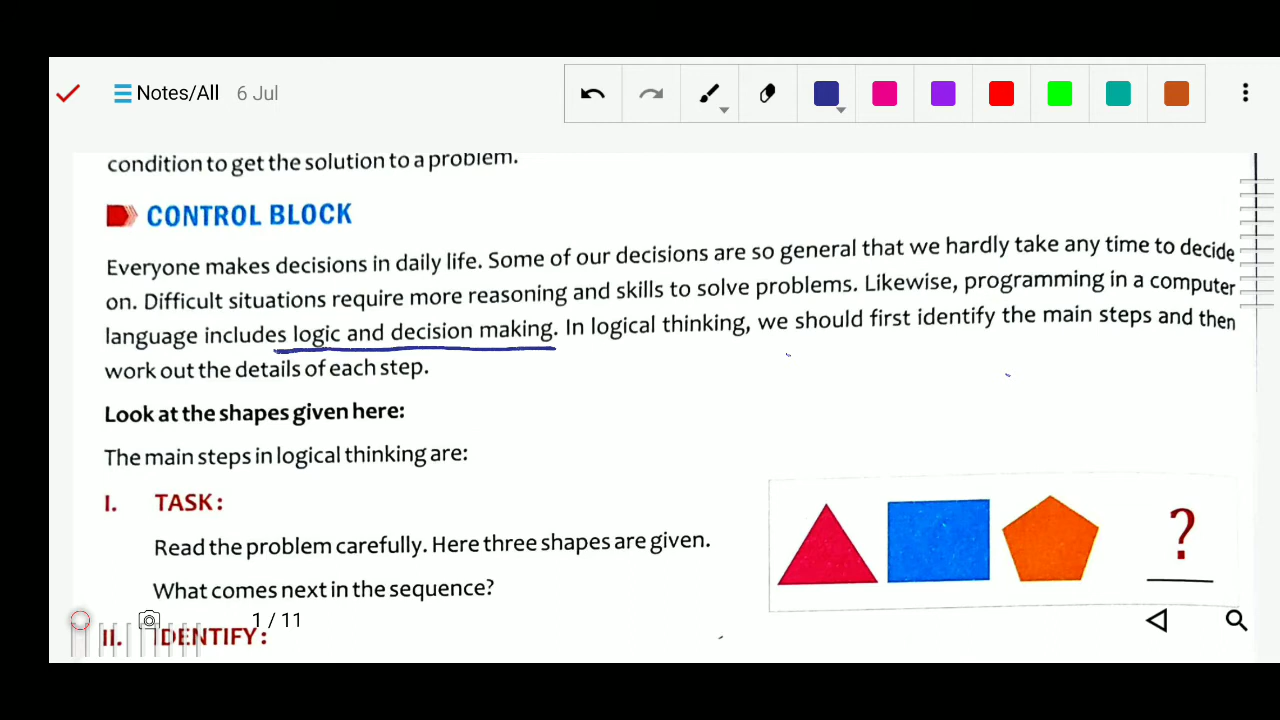 Notes/All 6 Jul
condition to get the solution to a problem.
CONTROL BLOCK
Everyone makes decisions in daily life. Some of our decisions are so general that we hardly take any time to decide
on. Difficult situations require more reasoning and skills to solve problems. Likewise, programming in a computer
language includes logic and decision making. In logical thinking, we should first identify the main steps and then
work out the details of each step.
Look at the shapes given here:
The main steps in logical thinking are:
I. TASK:
Read the problem carefully. Here three shapes are given.
?
What comes next in the sequence?
1 / 11
II. IDENTIFY: